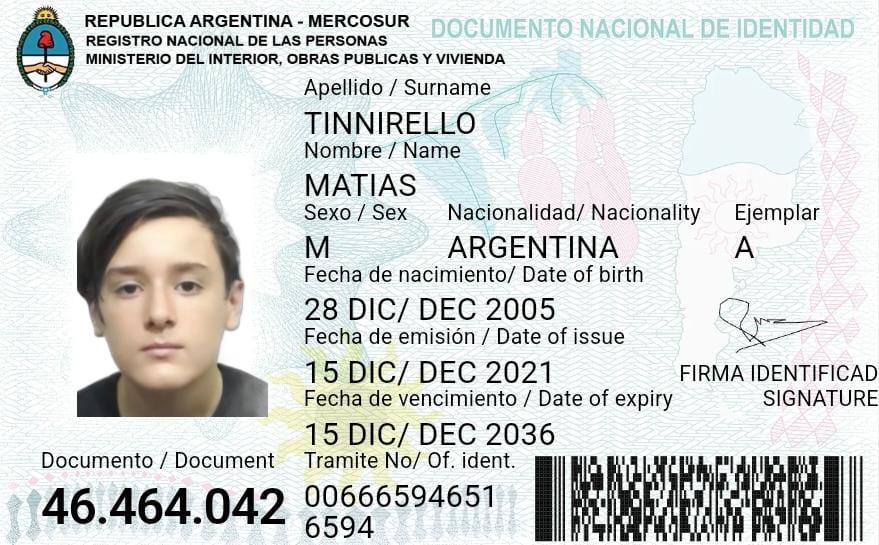 REPUBLICA ARGENTINA - MERCOSUR
REGISTRO NACIONAL DE LAS PERSONAS
MINISTERIO DEL INTERIOR, OBRAS PUBLICAS Y VIVIENDA
DOCUMENTO NACIONAL DE IDENTIDAD
Apellido / Surname
TINNIRELLO
Nombre / Name
MATIAS
Sexo / Sex Nacionalidad/ Nacionality Ejemplar
M ARGENTINA A
Fecha de nacimiento/ Date of birth
28 DIC/ DEC 2005
Fecha de emisión / Date of issue
15 DIC/ DEC 2021
Fecha de vencimiento / Date of expiry
15 DIC/ DEC 2036
FIRMA IDENTIFICAD
SIGNATURE
Documento / Document
46.464.042
Tramite No/ Of. ident.
00666594651
6594